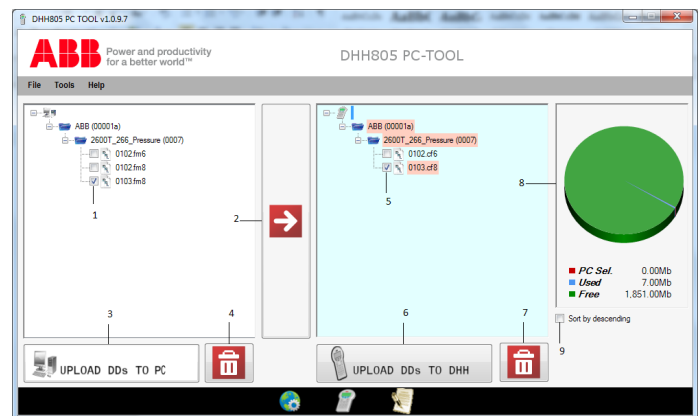 DHH805 PC TOOL v1.0.9.7
ABB
Power and productivity
for a better world™
DHH805 PC-TOOL
File Tools Help
ABB (00001a)
2600T_266_Pressure (0007)
0102.fm6
0102.fm8
0103.fm8
1
2
3
4
UPLOAD DDs TO PC
ABB (00001a)
2600T_266_Pressure (0007)
0102.cf6
0103.cf8
5
6
7
UPLOAD DDs TO DHH
8
PC Sel. 0.00Mb
Used 7.00Mb
Free 1,851.00Mb
Sort by descending
9